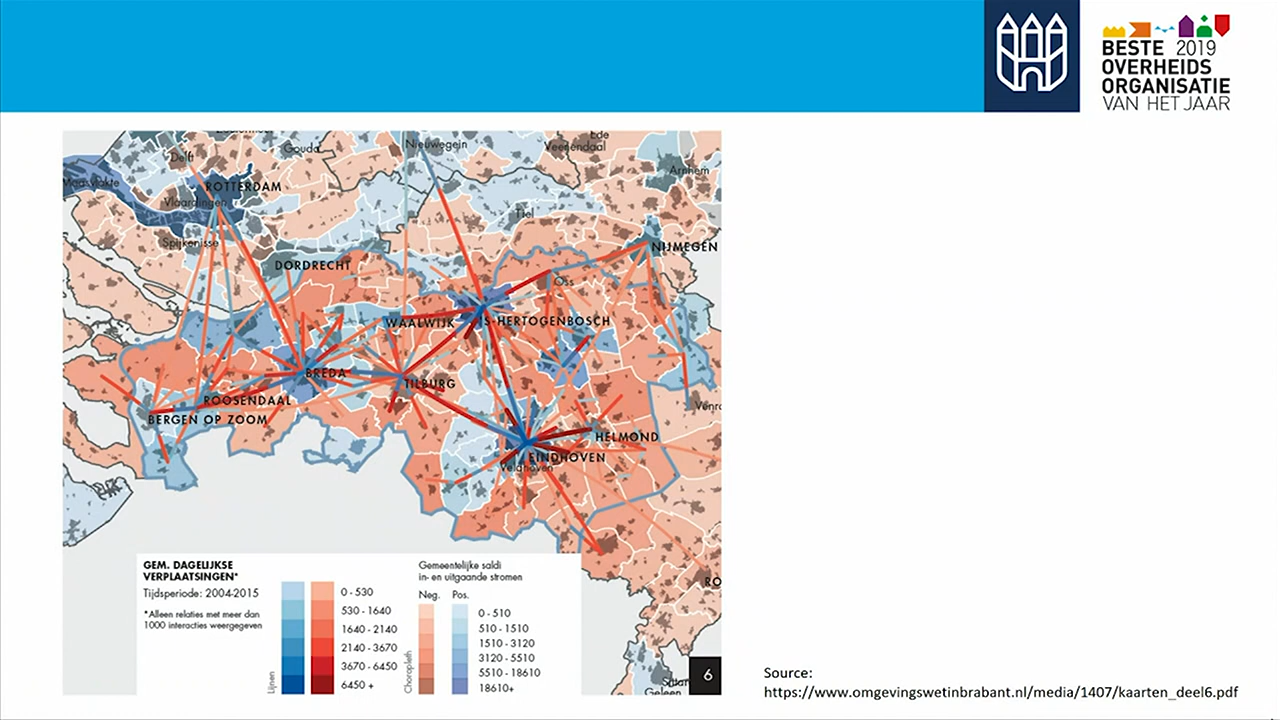 BESTE 2019
OVERHEIDS
ORGANISATIE
VAN HET JAAR
Nieuwegein
Ede
Veenendaal
Gouda
Delft
Arnhem
Maasvlakte
ROTTERDAM
Vlaardingen
Tiel
Spijkenisse
NIJMEGEN
DORDRECHT
Oss
WAALWIJK
'S-HERTOGENBOSCH
BREDA
TILBURG
ROOSENDAAL
BERGEN OP ZOOM
HELMOND
EINDHOVEN
Veldhoven
RO
GEM. DAGELIJKSE
VERPLAATSINGEN*
Tijdsperiode: 2004-2015
*Alleen relaties met meer dan
1000 interacties weergegeven
Lijnen
0 - 530
530 - 1640
1640 - 2140
2140 - 3670
3670 - 6450
6450 +
Gemeentelijke saldi
in- en uitgaande stromen
Neg. Pos.
Choropleth
0 - 510
510 - 1510
1510 - 3120
3120 - 5510
5510 - 18610
18610+
Geleen
6
Source:
https://www.omgevingswetinbrabant.nl/media/1407/kaarten_deel6.pdf